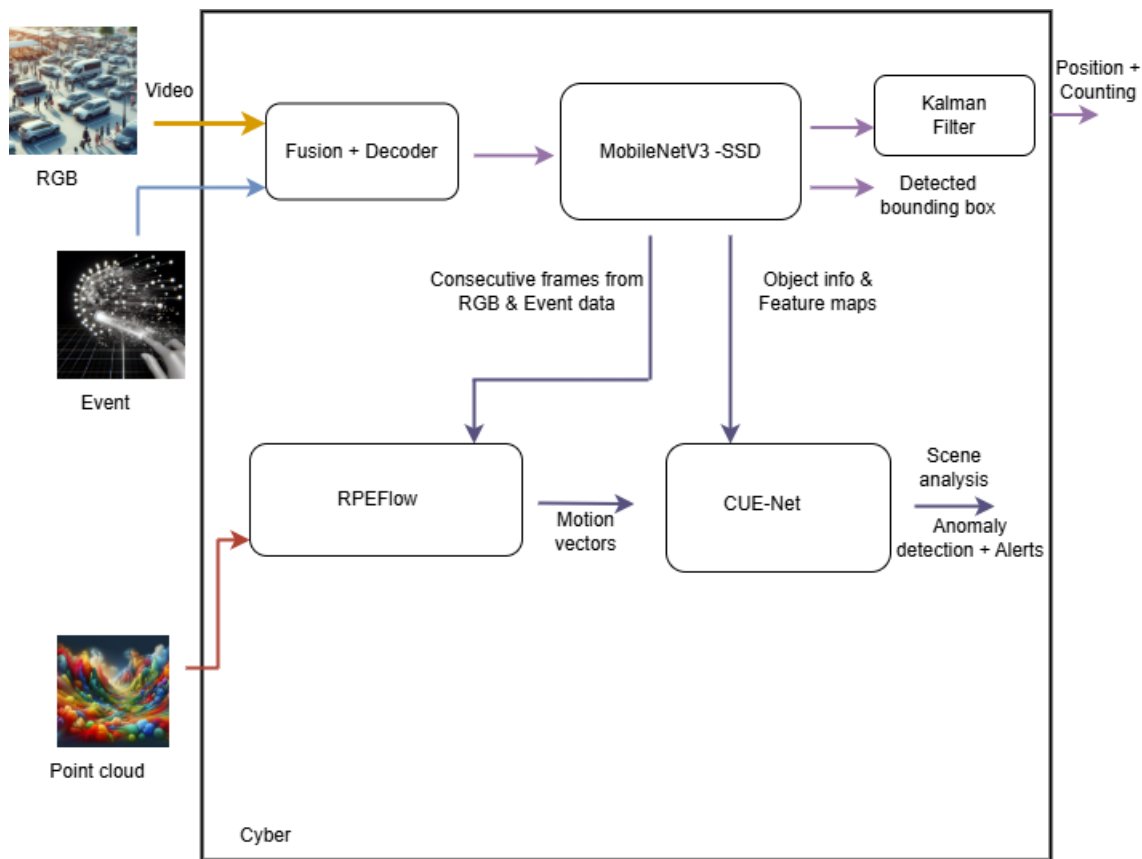 Video
RGB
Event
Point cloud
Fusion + Decoder
MobileNetV3 -SSD
Kalman
Filter
Position +
Counting
Detected
bounding box
Consecutive frames from
RGB & Event data
Object info &
Feature maps
RPEFlow
Motion
vectors
CUE-Net
Scene
analysis
Anomaly
detection + Alerts
Cyber